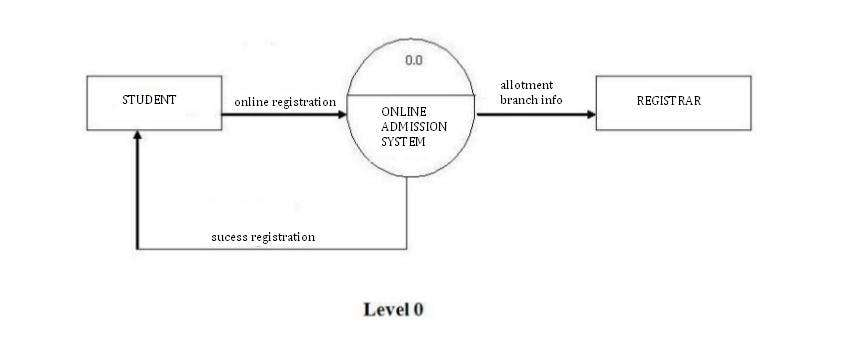 0.0
STUDENT
online registration
ONLINE
ADMISSION
SYSTEM
allotment
branch info
REGISTRAR
sucess registration
Level 0